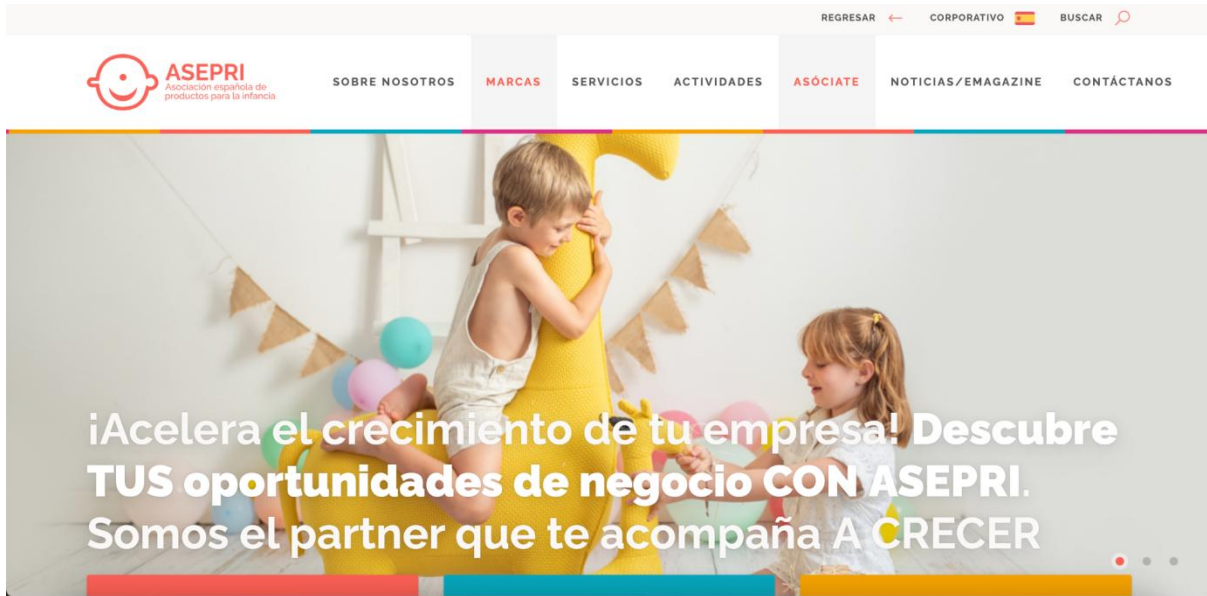 REGRESAR
CORPORATIVO
BUSCAR
ASEPRI
Asociación española de
productos para la infancia
SOBRE NOSOTROS
MARCAS
SERVICIOS
ACTIVIDADES
ASÓCIATE
NOTICIAS/EMAGAZINE
CONTÁCTANOS
¡Acelera el crecimiento de tu empresa! Descubre
TUS oportunidades de negocio CON ASEPRI.
Somos el partner que te acompaña A CRECER